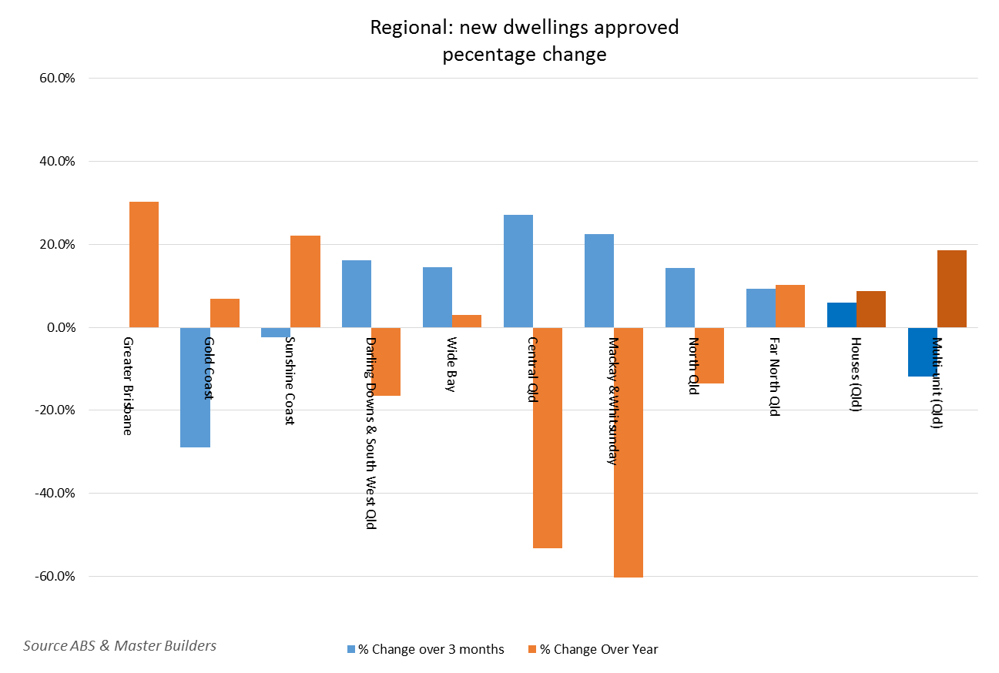 Regional: new dwellings approved
pecentage change
60.0%
40.0%
20.0%
0.0%
-20.0%
-40.0%
-60.0%
Greater Brisbane
Gold Coast
Sunshine Coast
Darling Downs & South West Qld
Wide Bay
Central Qld
Mackay & Whitsunday
North Qld
Far North Qld
Houses (Qld)
Multi-unit (Qld)
Source ABS & Master Builders
% Change over 3 months
% Change Over Year